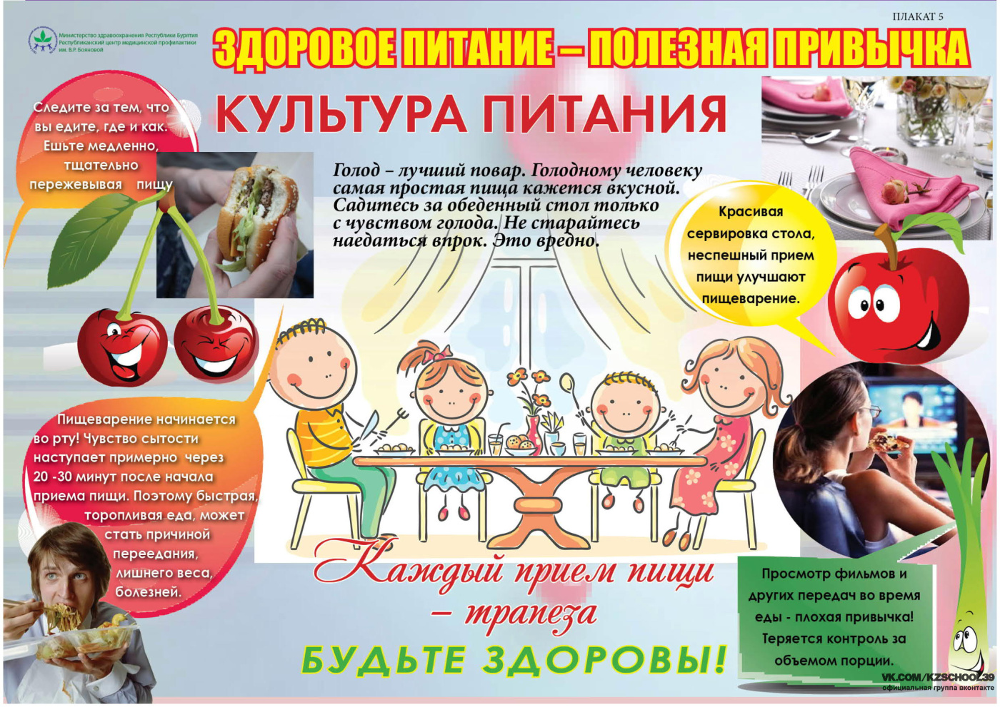 ПЛАКАТ 5
Министерство здравоохранения Республики Бурятия
Республиканский центр медицинской профилактики
им. В.Р. Бояновой
ЗДОРОВОЕ ПИТАНИЕ – ПОЛЕЗНАЯ ПРИВЫЧКА
КУЛЬТУРА ПИТАНИЯ
Следите за тем, что
вы едите, где и как.
Ешьте медленно,
тщательно
пережевывая пищу
Голод – лучший повар. Голодному человеку
самая простая пища кажется вкусной.
Садитесь за обеденный стол только
с чувством голода. Не старайтесь
наедаться впрок. Это вредно.
Красивая
сервировка стола,
неспешный прием
пищи улучшают
пищеварение.
Пищеварение начинается
во рту! Чувство сытости
наступает примерно через
20 -30 минут после начала
приема пищи. Поэтому быстрая,
торопливая еда, может
стать причиной
переедания,
лишнего веса,
болезней.
Каждый прием пищи
– трапеза
БУДЬТЕ ЗДОРОВЫ!
Просмотр фильмов и
других передач во время
еды - плохая привычка!
Теряется контроль за
объемом порции.
VK.COM/KZSCHOOL39
официальная группа вконтакте